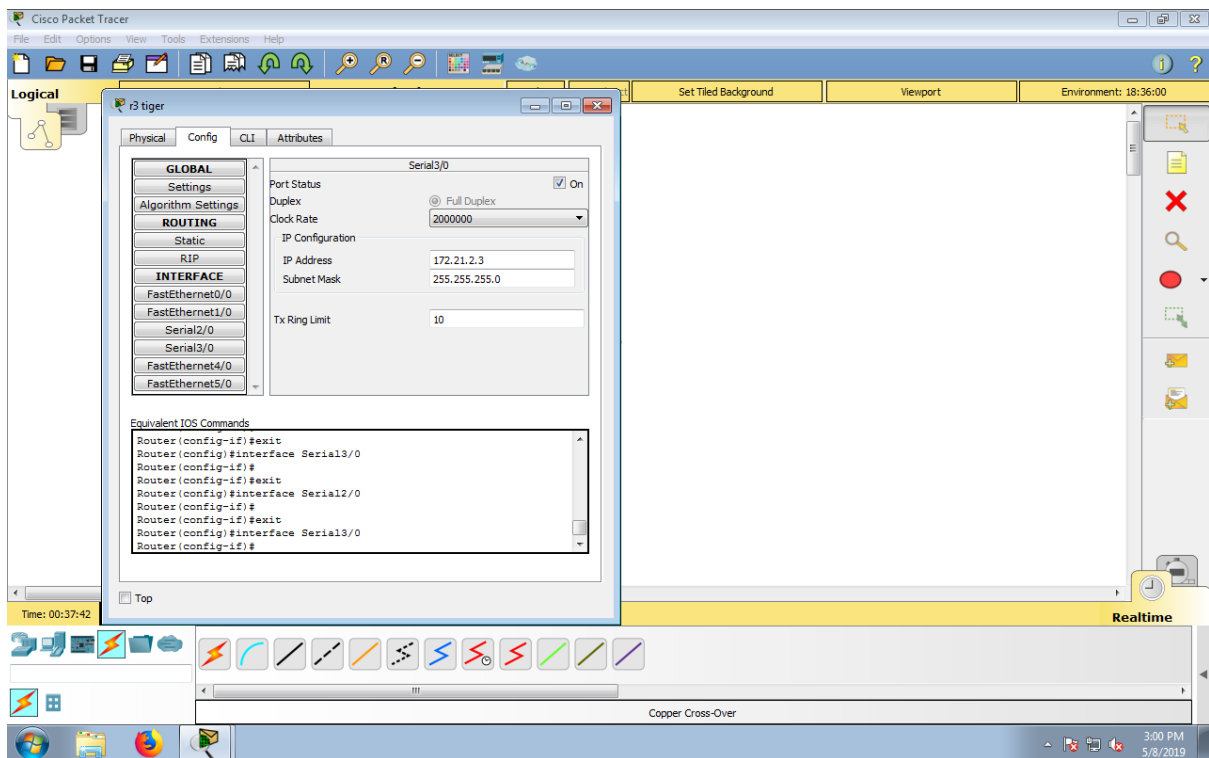 Cisco Packet Tracer
File Edit Options View Tools Extensions Help
Logical
Set Tiled Background
Viewport
Environment: 18:36:00
r3 tiger
Physical Config CLI Attributes
GLOBAL
Settings
Algorithm Settings
ROUTING
Static
RIP
INTERFACE
FastEthernet0/0
FastEthernet1/0
Serial2/0
Serial3/0
FastEthernet4/0
FastEthernet5/0
Serial3/0
Port Status On
Duplex Full Duplex
Clock Rate 2000000
IP Configuration
IP Address 172.21.2.3
Subnet Mask 255.255.255.0
Tx Ring Limit 10
Equivalent IOS Commands
Router(config-if)#exit
Router(config)#interface Serial3/0
Router(config-if)#
Router(config-if)#exit
Router(config)#interface Serial2/0
Router(config-if)#
Router(config-if)#exit
Router(config)#interface Serial3/0
Router(config-if)#
Top
Time: 00:37:42
Realtime
Copper Cross-Over
3:00 PM
5/8/2019